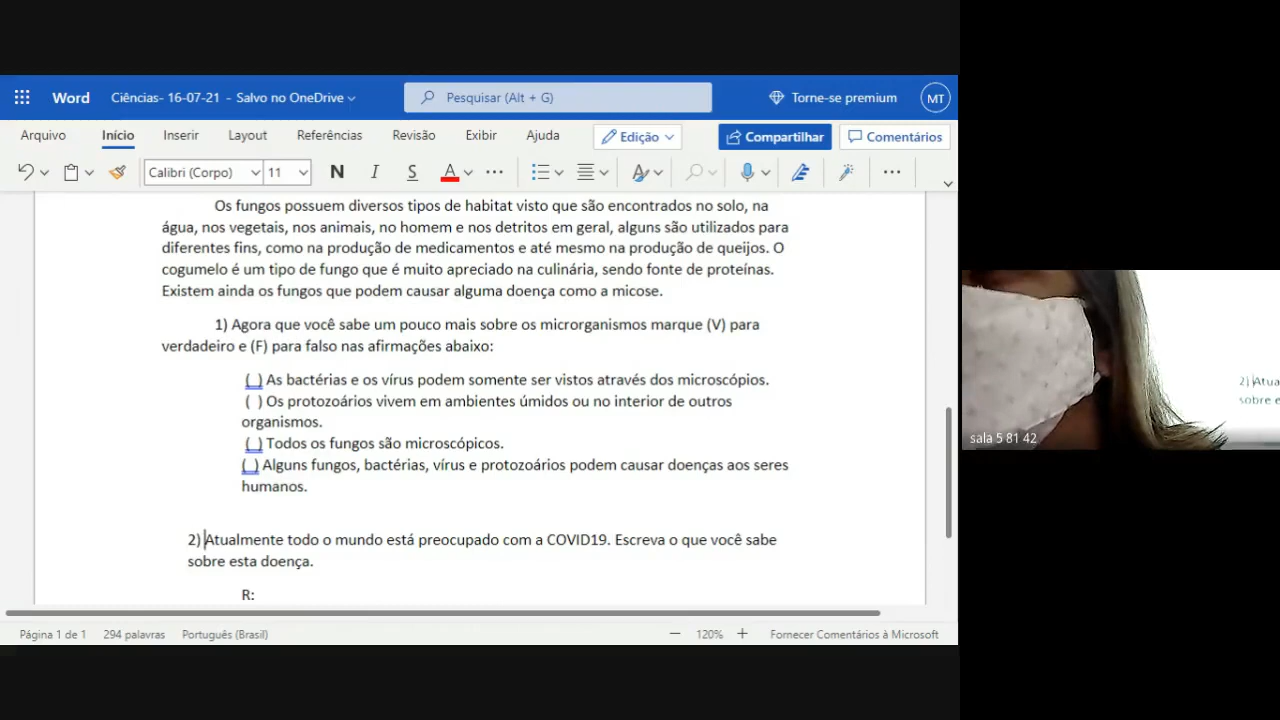 Word Ciências- 16-07-21 - Salvo no OneDrive Pesquisar (Alt + G) Torne-se premium MT
Arquivo Início Inserir Layout Referências Revisão Exibir Ajuda Edição Compartilhar Comentários
Calibri (Corpo) 11 N I S A ...
Os fungos possuem diversos tipos de habitat visto que são encontrados no solo, na
água, nos vegetais, nos animais, no homem e nos detritos em geral, alguns são utilizados para
diferentes fins, como na produção de medicamentos e até mesmo na produção de queijos. O
cogumelo é um tipo de fungo que é muito apreciado na culinária, sendo fonte de proteínas.
Existem ainda os fungos que podem causar alguma doença como a micose.
1) Agora que você sabe um pouco mais sobre os microrganismos marque (V) para
verdadeiro e (F) para falso nas afirmações abaixo:
( ) As bactérias e os vírus podem somente ser vistos através dos microscópios.
( ) Os protozoários vivem em ambientes úmidos ou no interior de outros
organismos.
( ) Todos os fungos são microscópicos.
( ) Alguns fungos, bactérias, vírus e protozoários podem causar doenças aos seres
humanos.
2) Atualmente todo o mundo está preocupado com a COVID19. Escreva o que você sabe
sobre esta doença.
R:
Página 1 de 1 294 palavras Português (Brasil) 120% Fornecer Comentários à Microsoft
2) Atua
sobre e
sala 5 81 42